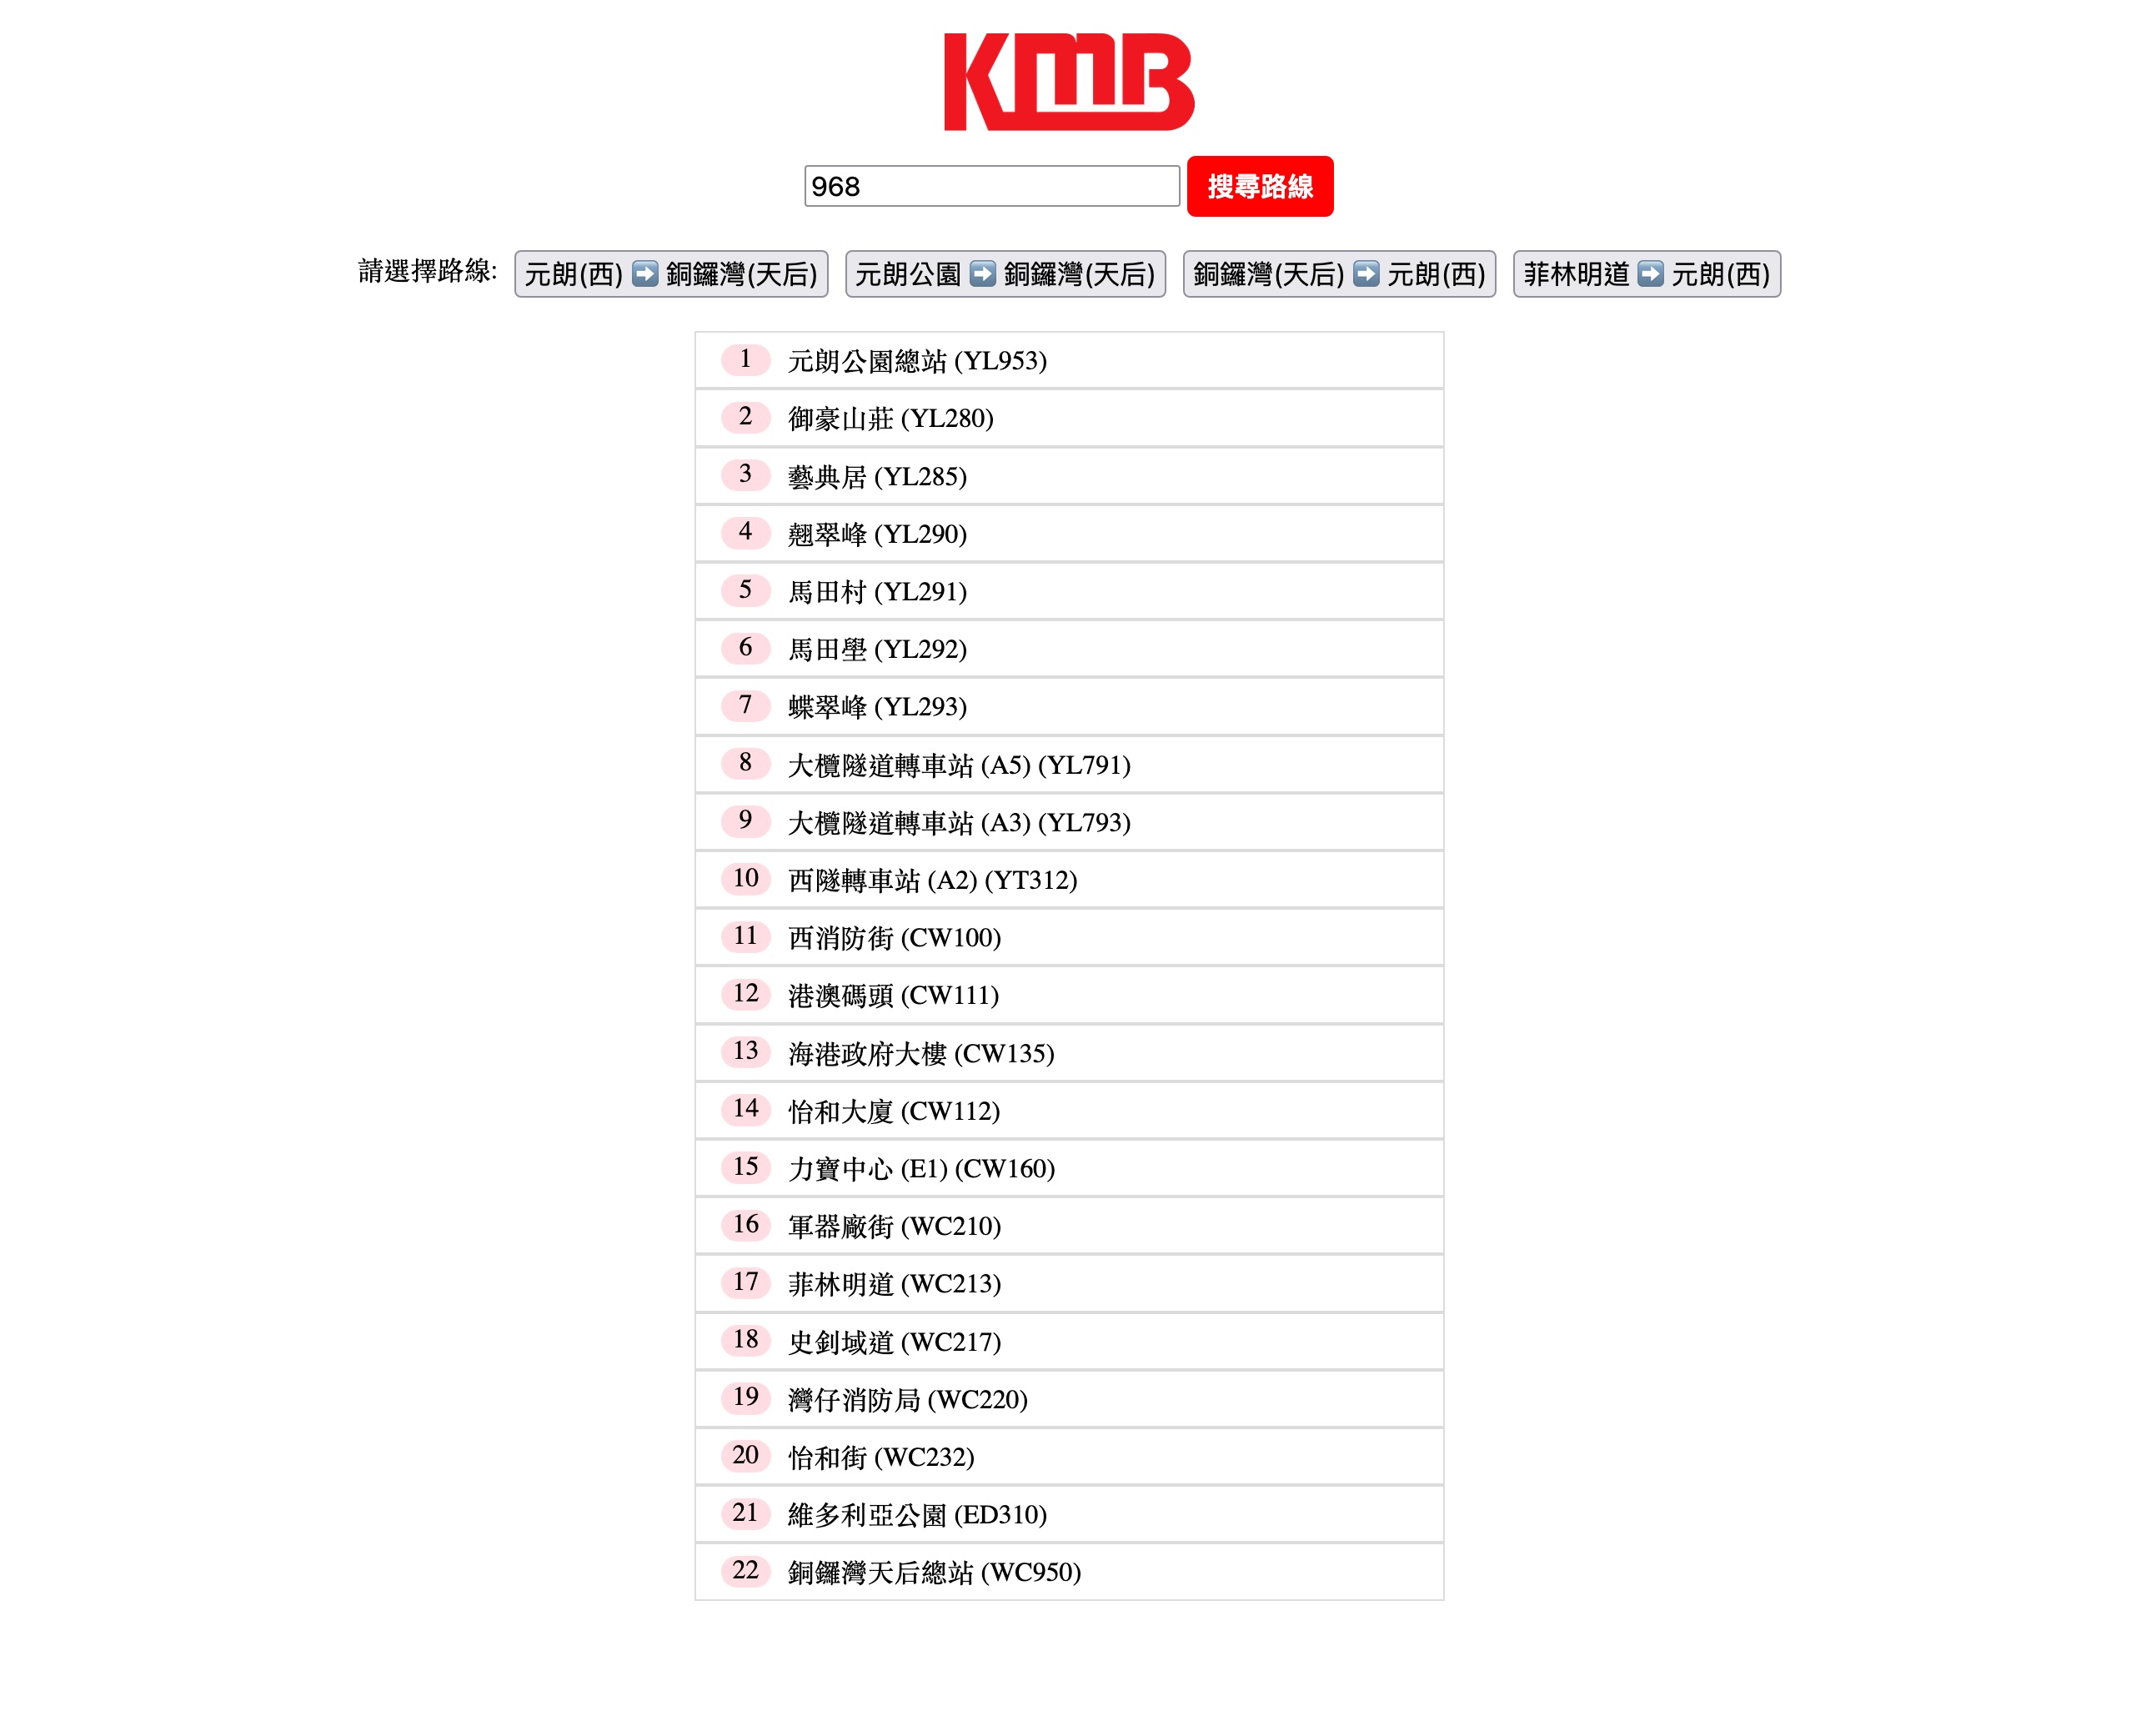 KMB
968
搜尋路線
請選擇路線: 元朗(西) ➡️ 銅鑼灣(天后) 元朗公園 ➡️ 銅鑼灣(天后) 銅鑼灣(天后) ➡️ 元朗(西) 菲林明道 ➡️ 元朗(西)
1 元朗公園總站 (YL953)
2 御豪山莊 (YL280)
3 藝典居 (YL285)
4 翹翠峰 (YL290)
5 馬田村 (YL291)
6 馬田壆 (YL292)
7 蝶翠峰 (YL293)
8 大欖隧道轉車站 (A5) (YL791)
9 大欖隧道轉車站 (A3) (YL793)
10 西隧轉車站 (A2) (YT312)
11 西消防街 (CW100)
12 港澳碼頭 (CW111)
13 海港政府大樓 (CW135)
14 怡和大廈 (CW112)
15 力寶中心 (E1) (CW160)
16 軍器廠街 (WC210)
17 菲林明道 (WC213)
18 史釗域道 (WC217)
19 灣仔消防局 (WC220)
20 怡和街 (WC232)
21 維多利亞公園 (ED310)
22 銅鑼灣天后總站 (WC950)